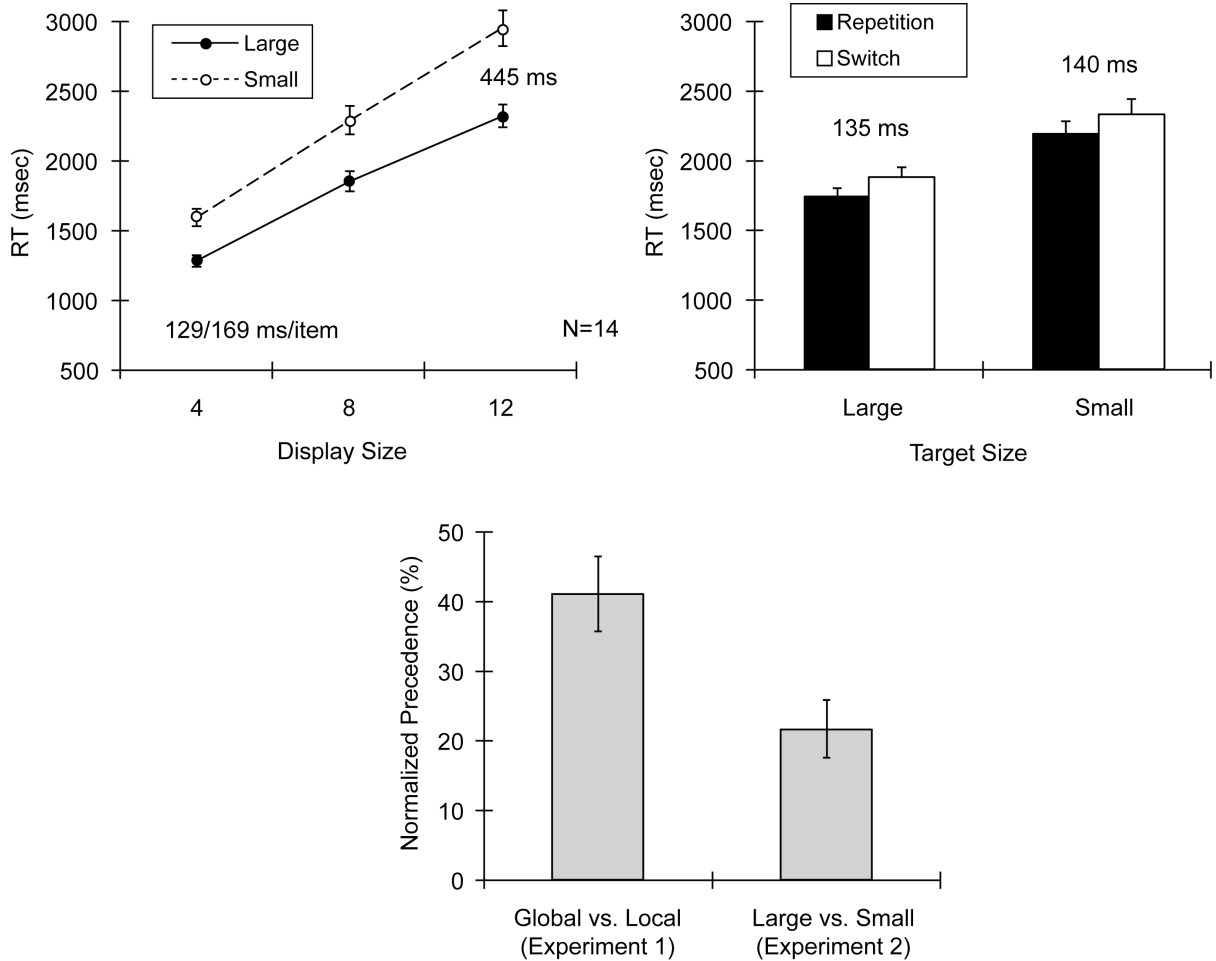 RT (msec)
3000
2500
2000
1500
1000
500
Large
Small
445 ms
129/169 ms/item
N=14
4 8 12
Display Size
RT (msec)
3000
2500
2000
1500
1000
500
Repetition
Switch
135 ms
140 ms
Large Small
Target Size
Normalized Precedence (%)
50
40
30
20
10
0
Global vs. Local
(Experiment 1)
Large vs. Small
(Experiment 2)